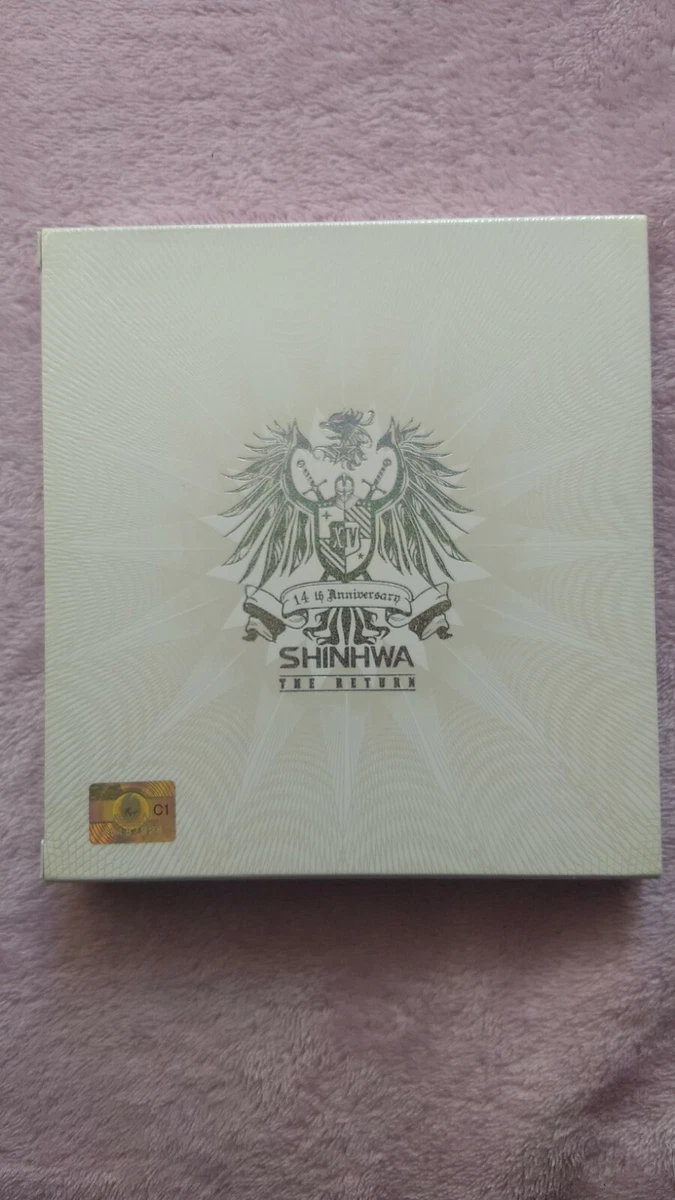 XIV
14 th Anniversary
SHINHWA
THE RETURN
C1